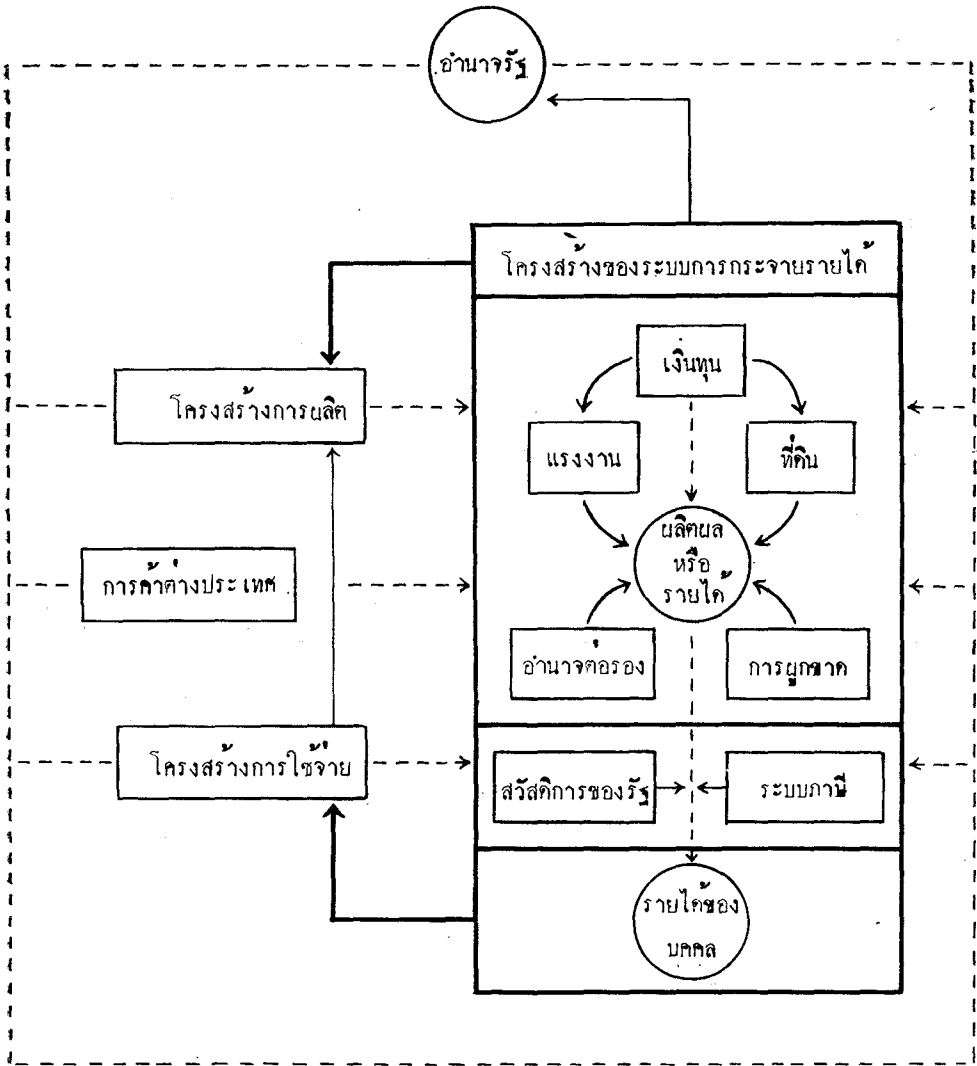 อำนาจรัฐ
โครงสร้างของระบบการกระจายรายได้
เงินทุน
โครงสร้างการผลิต
แรงงาน
ที่ดิน
ผลิตผล
หรือ
รายได้
การค้าต่างประเทศ
อำนาจต่อรอง
การผูกขาด
โครงสร้างการใช้จ่าย
สวัสดิการของรัฐ
ระบบภาษี
รายได้ของ
บุคคล